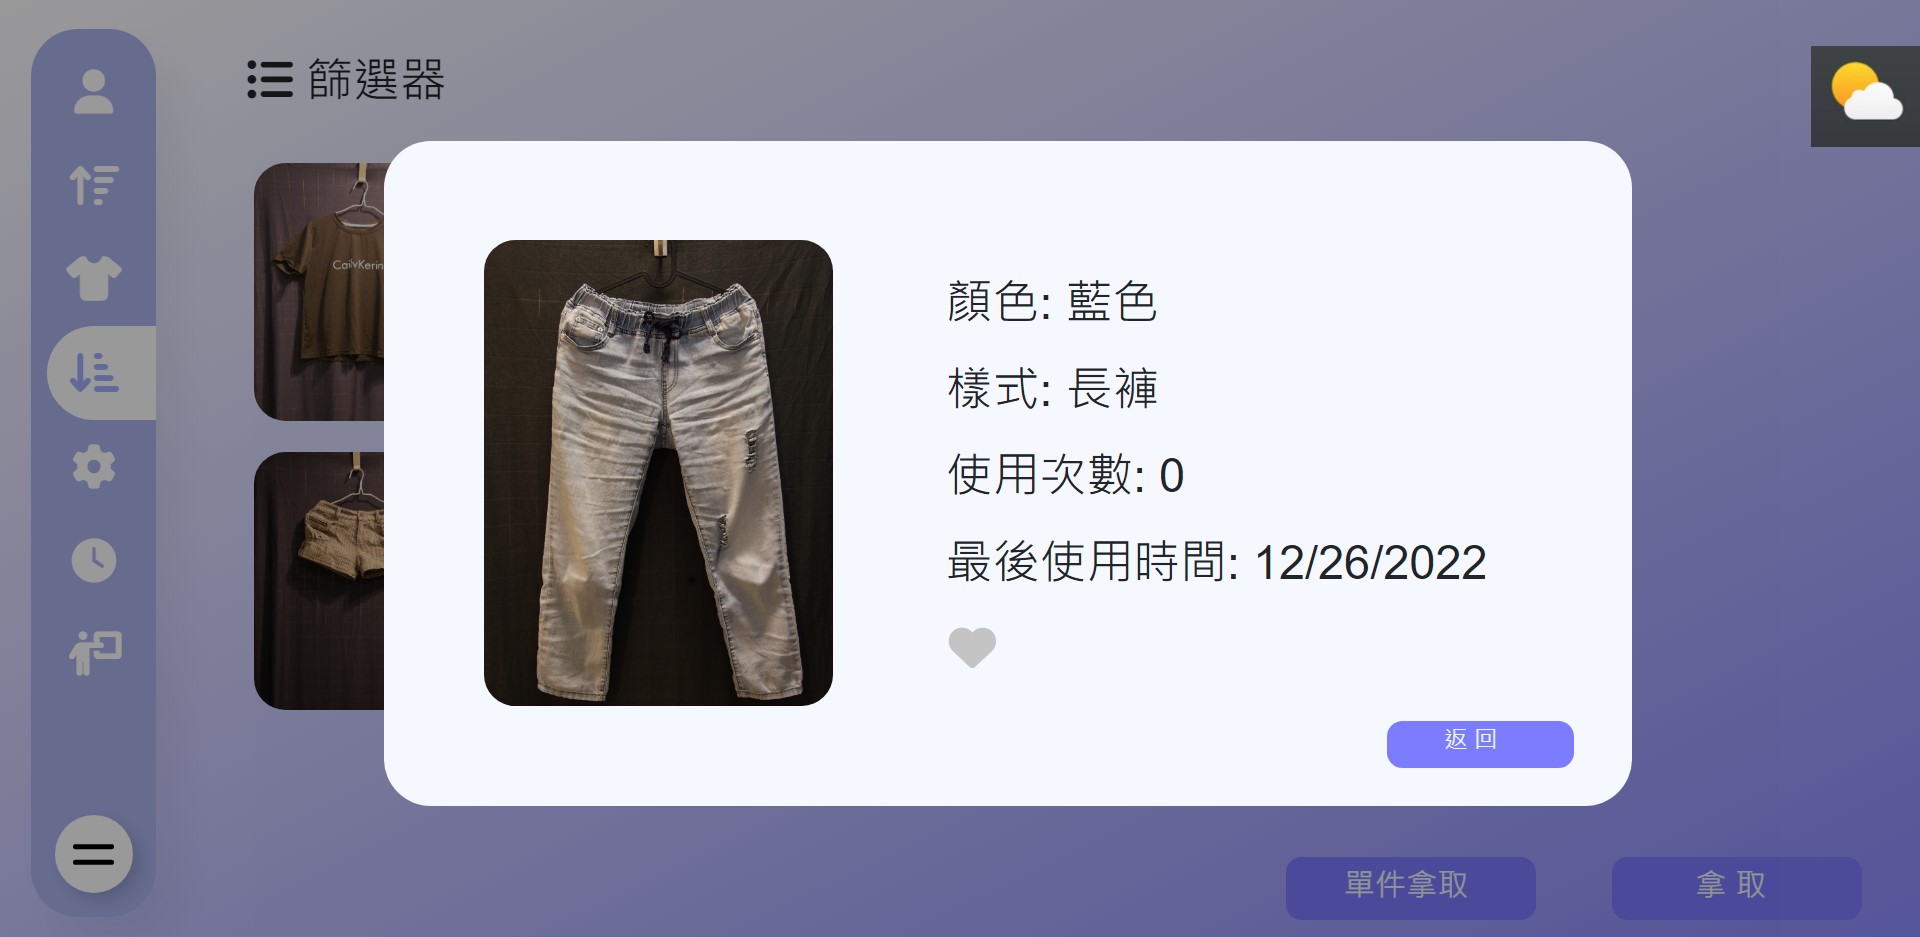 篩選器
CailvKerin
顏色: 藍色
樣式: 長褲
使用次數: 0
最後使用時間: 12/26/2022
返回
單件拿取
拿取